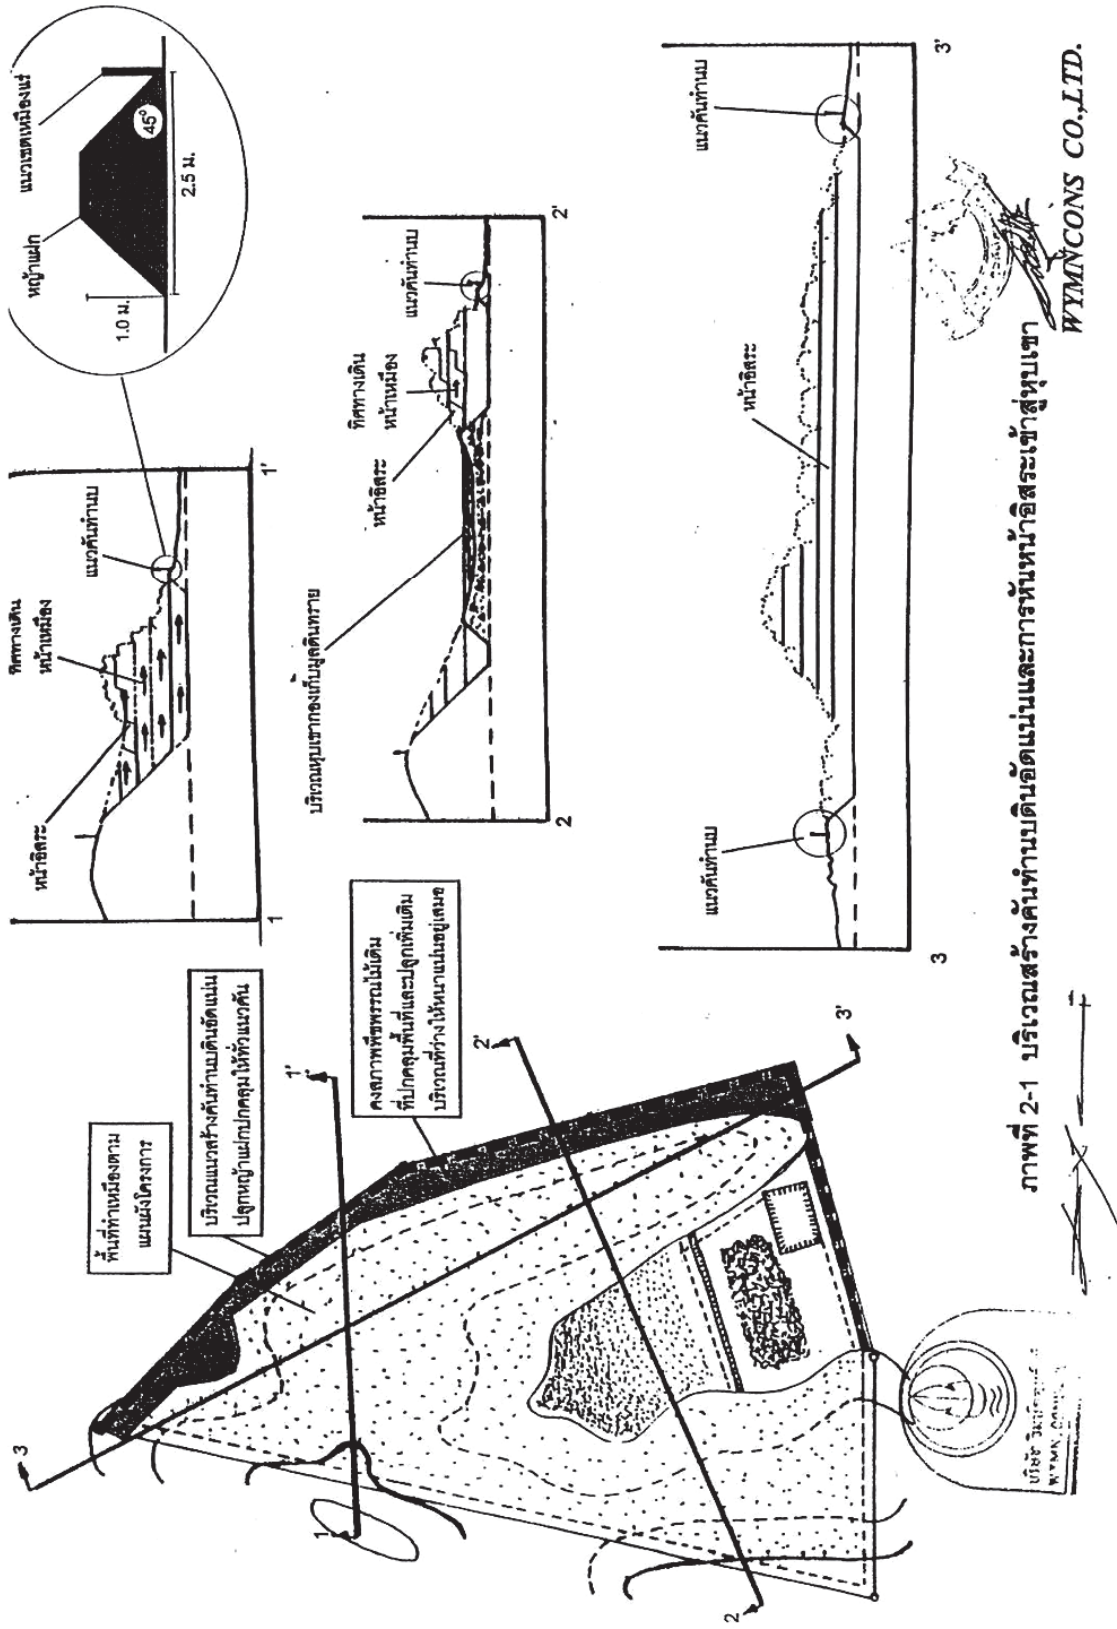 พื้นที่ทำเหมืองตาม
แผนผังโครงการ
บริเวณแนวสร้างคันทำนบดินอัดแน่น
ปลูกหญ้าแฝกปกคลุมให้ทั่วแนวคัน
คงสภาพพืชพรรณไม้เดิม
ที่ปกคลุมพื้นที่และปลูกเพิ่มเติม
บริเวณที่ว่างให้หนาแน่นอยู่เสมอ
3
1
2
1'
2'
3'
หน้าอิสระ
ทิศทางเดิน
หน้าเหมือง
แนวคันทำนบ
1
1'
หญ้าแฝก
แนวเขตเหมืองแร่
1.0 ม.
45°
2.5 ม.
บริเวณหุบเขากองเก็บมูลดินทราย
หน้าอิสระ
ทิศทางเดิน
หน้าเหมือง
แนวคันทำนบ
2
2'
แนวคันทำนบ
หน้าอิสระ
แนวคันทำนบ
3
3'
ภาพที่ 2-1 บริเวณสร้างคันทำนบดินอัดแน่นและการหันหน้าอิสระเข้าสู่หุบเขา
WYMNCONS CO.,LTD.